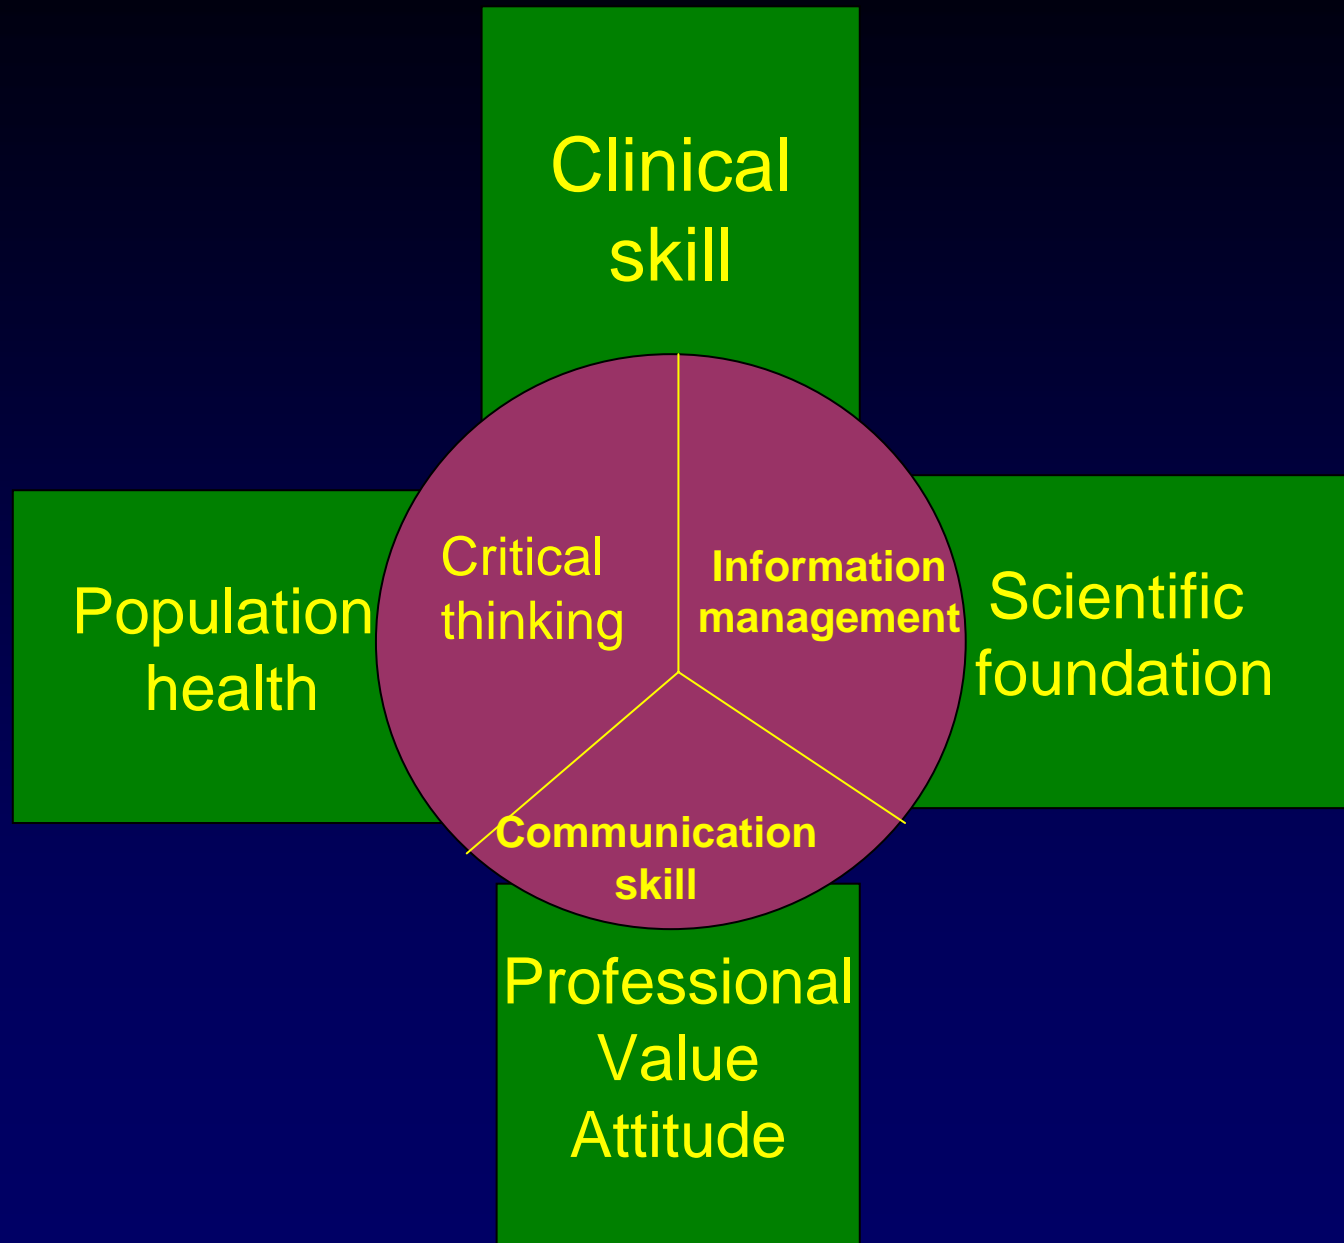 Clinical
skill
Population
health
Critical
thinking
Information
management
Scientific
foundation
Communication
skill
Professional
Value
Attitude